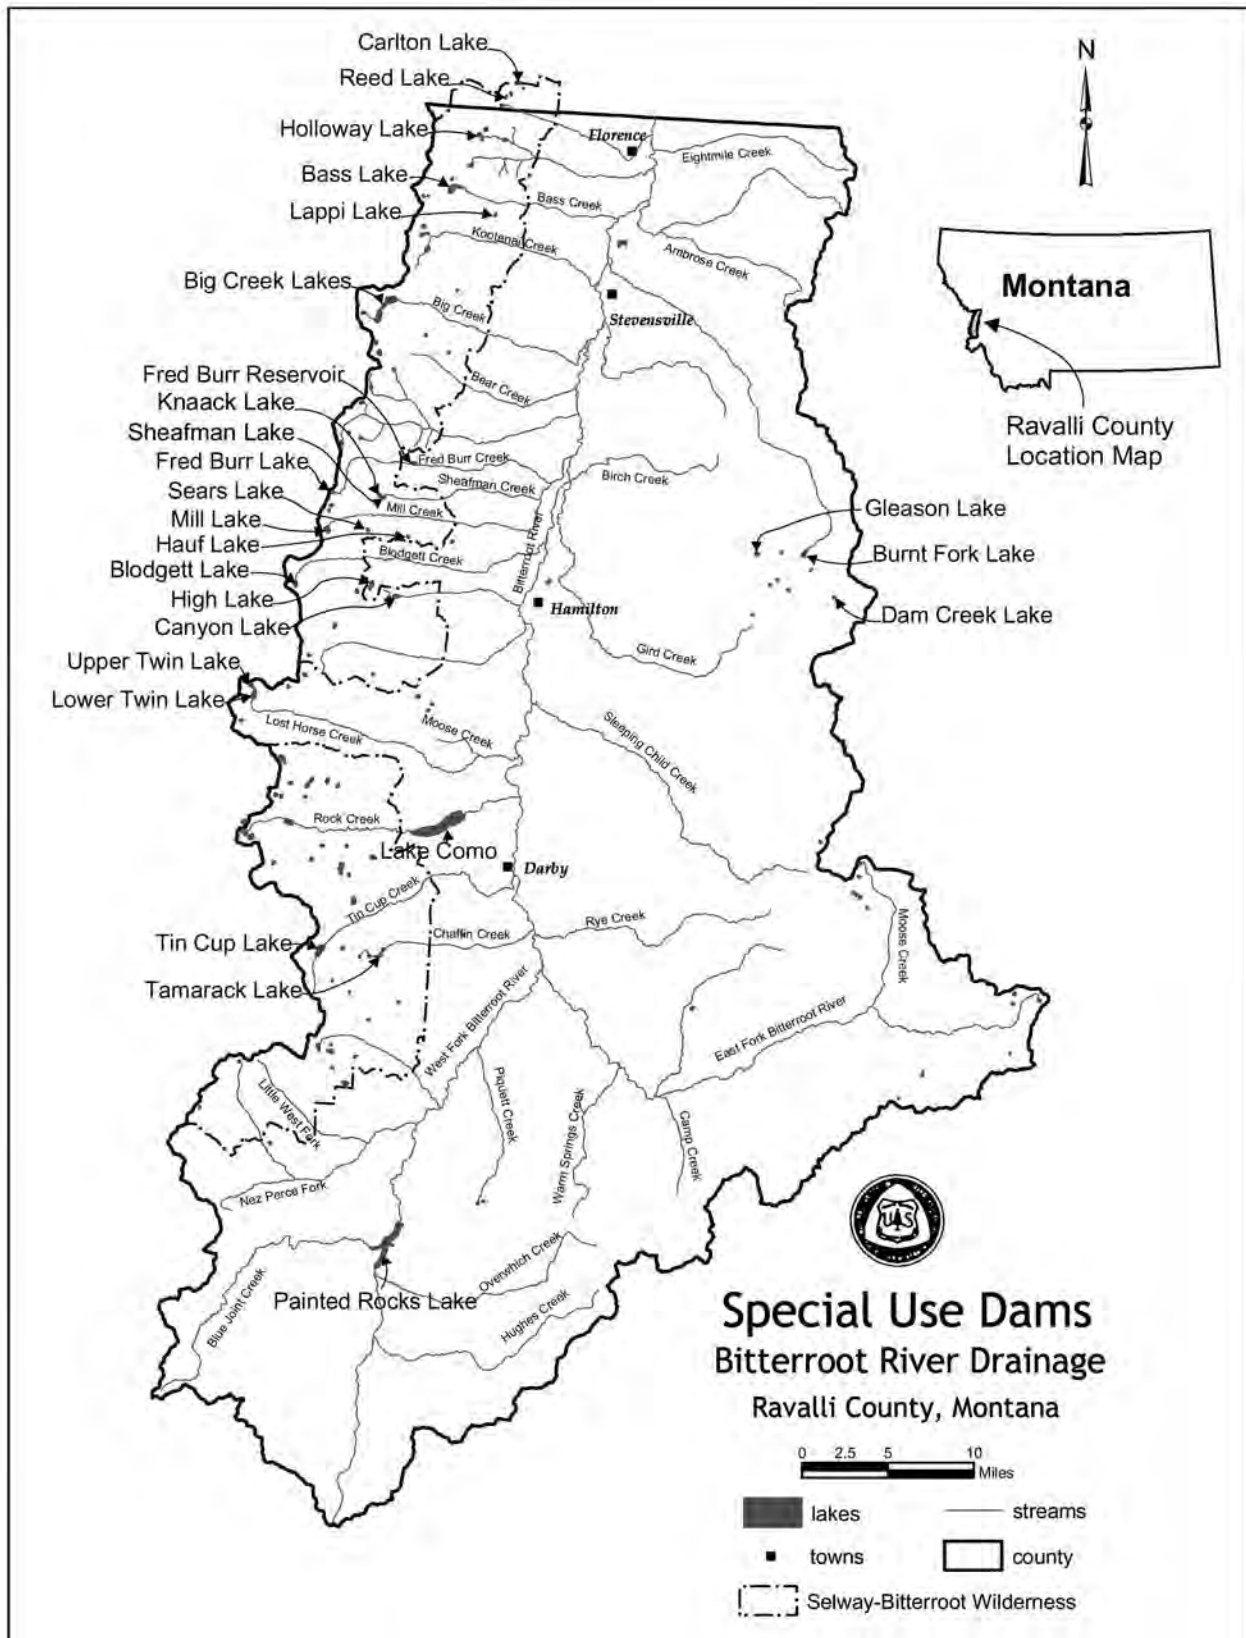 Carlton Lake
Reed Lake
N
Holloway Lake
Florence
Eightmile Creek
Bass Lake
Bass Creek
Lappi Lake
Kootenai Creek
Ambrose Creek
Big Creek Lakes
Big Creek
Stevensville
Montana
Fred Burr Reservoir
Bear Creek
Knaack Lake
Sheafman Lake
Ravalli County
Location Map
Fred Burr Lake
Fred Burr Creek
Sheafman Creek
Birch Creek
Sears Lake
Mill Creek
Gleason Lake
Mill Lake
Hauf Lake
Blodgett Creek
Bitterroot River
Burnt Fork Lake
Blodgett Lake
High Lake
Hamilton
Dam Creek Lake
Canyon Lake
Gird Creek
Upper Twin Lake
Lower Twin Lake
Lost Horse Creek
Moose Creek
Sleeping Child Creek
Rock Creek
Lake Como
Darby
Tin Cup Creek
Rye Creek
Moose Creek
Chaffin Creek
Tin Cup Lake
Tamarack Lake
West Fork Bitterroot River
East Fork Bitterroot River
Little West Fork
Piquett Creek
Warm Springs Creek
Camp Creek
Nez Perce Fork
U S
Overwhich Creek
Blue Joint Creek
Painted Rocks Lake
Hughes Creek
Special Use Dams
Bitterroot River Drainage
Ravalli County, Montana
0 2.5 5 10
Miles
lakes
streams
towns
county
Selway-Bitterroot Wilderness